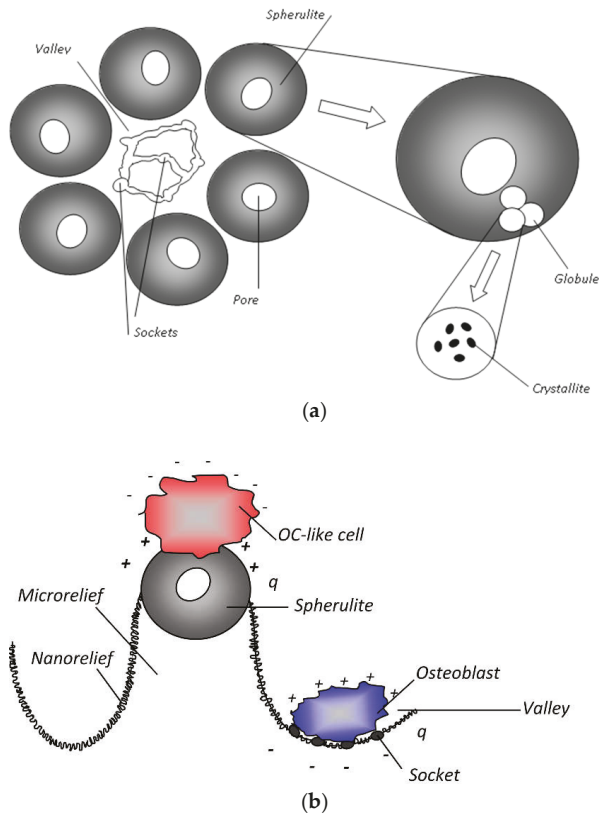 Spherulite
Valley
Globule
Pore
Sockets
Crystallite
(a)
- - - -
- -
-
OC-like cell
+ +
+ +
q
Microrelief
Spherulite
Nanorelief
+ + + + + +
Osteoblast
Valley
q
- - - -
Socket
(b)